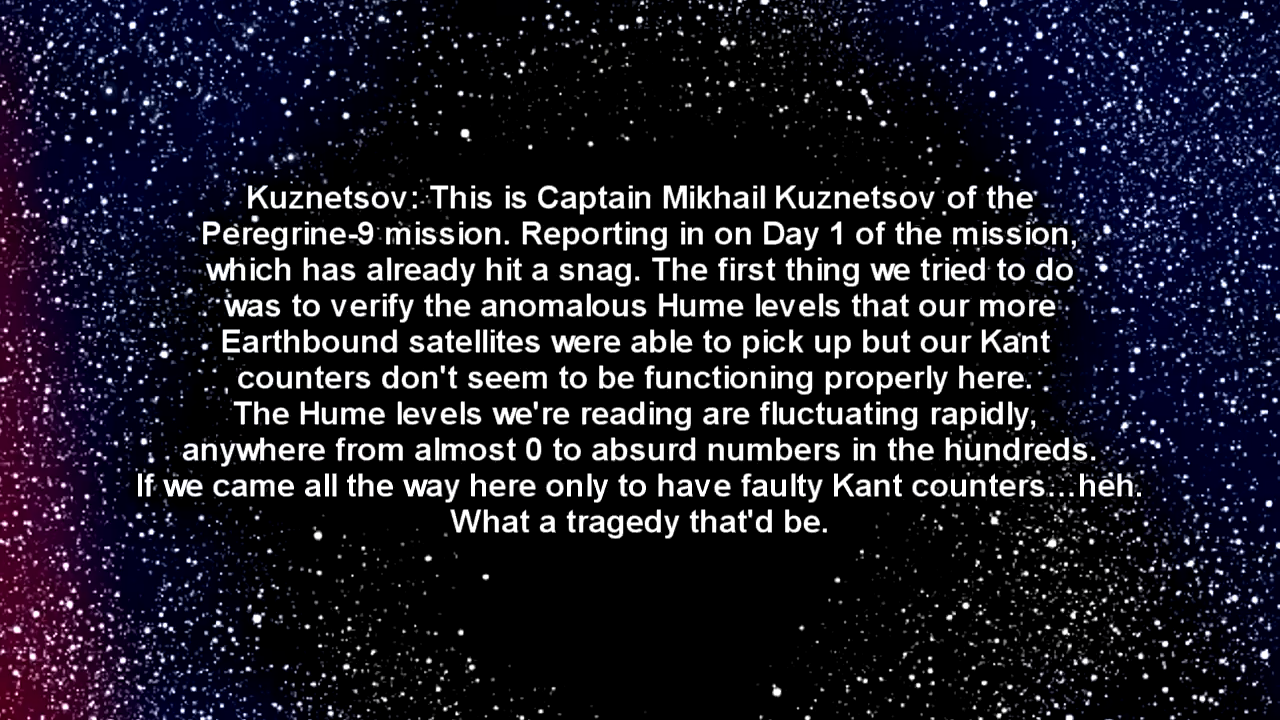 Kuznetsov: This is Captain Mikhail Kuznetsov of the
Peregrine-9 mission. Reporting in on Day 1 of the mission,
which has already hit a snag. The first thing we tried to do
was to verify the anomalous Hume levels that our more
Earthbound satellites were able to pick up but our Kant
counters don't seem to be functioning properly here.
The Hume levels we're reading are fluctuating rapidly,
anywhere from almost 0 to absurd numbers in the hundreds.
If we came all the way here only to have faulty Kant counters...heh.
What a tragedy that'd be.